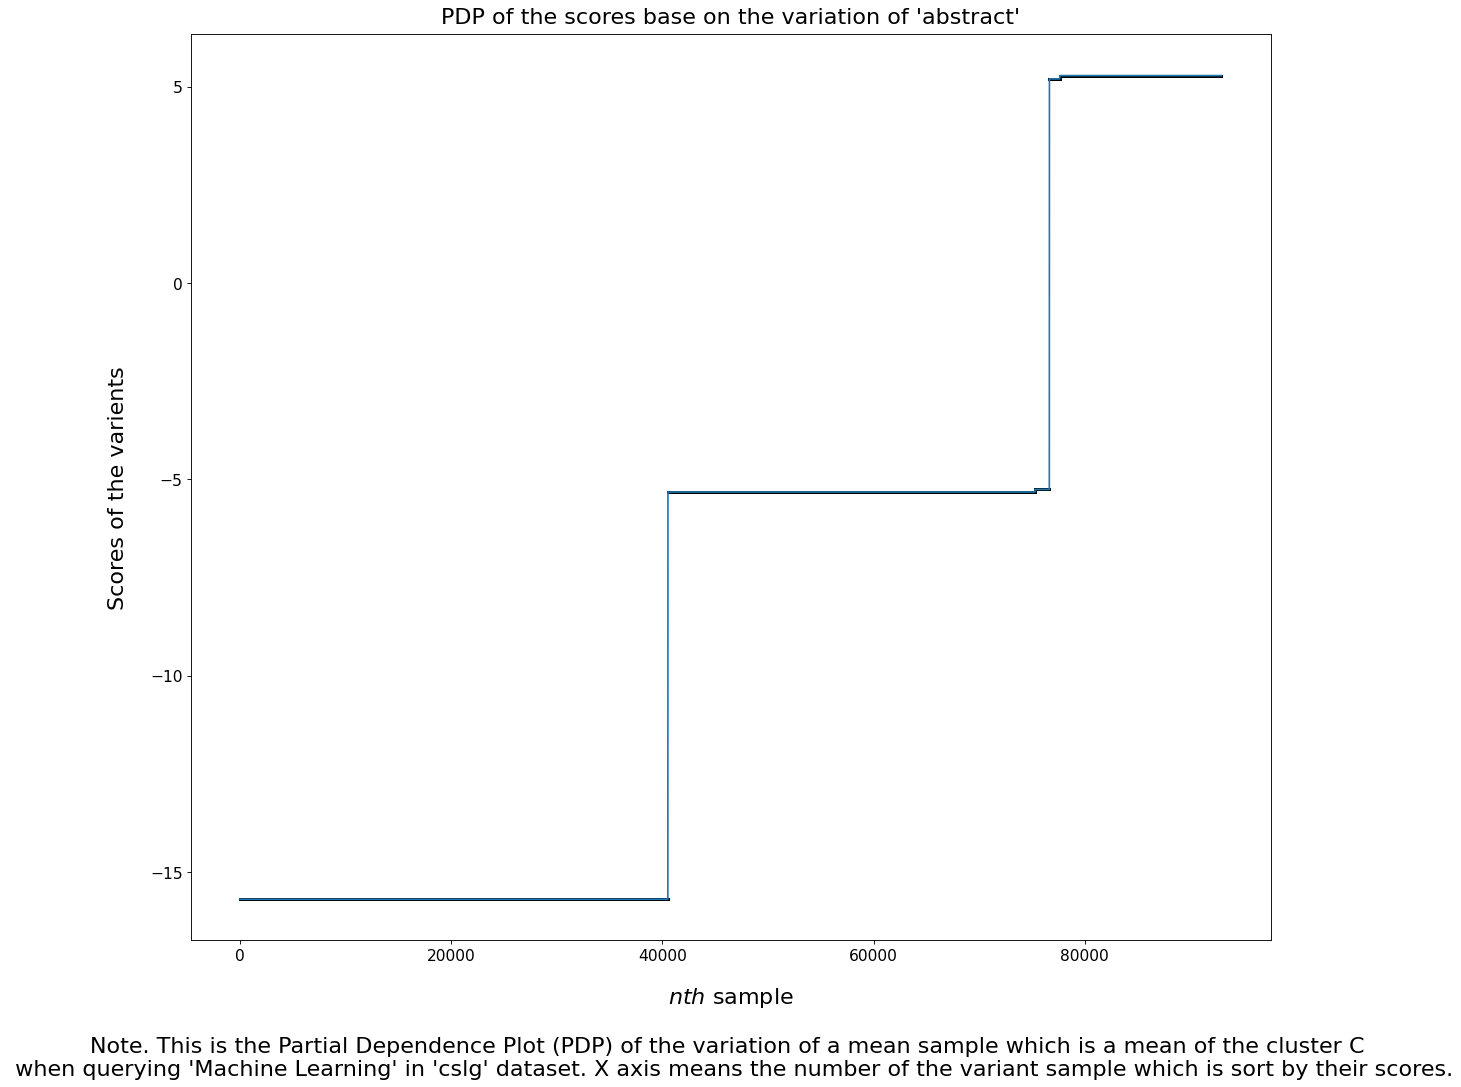 PDP of the scores base on the variation of 'abstract'
5
0
−5
−10
−15
Scores of the varients
0 20000 40000 60000 80000
nth sample
Note. This is the Partial Dependence Plot (PDP) of the variation of a mean sample which is a mean of the cluster C
when querying 'Machine Learning' in 'cslg' dataset. X axis means the number of the variant sample which is sort by their scores.